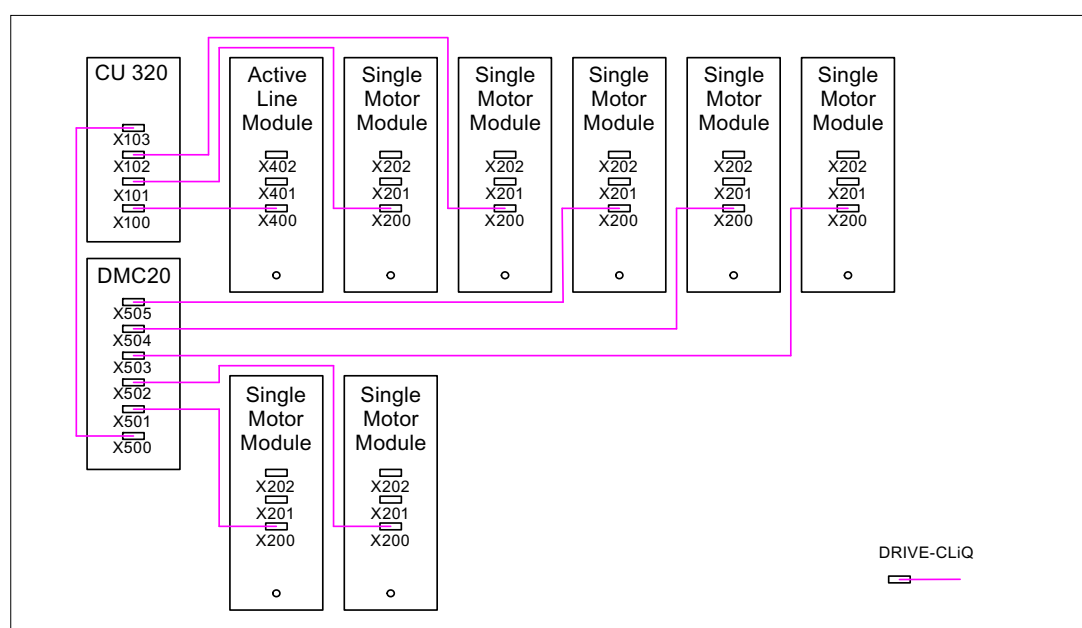 CU 320
X103
X102
X101
X100
Active
Line
Module
X402
X401
X400
Single
Motor
Module
X202
X201
X200
Single
Motor
Module
X202
X201
X200
Single
Motor
Module
X202
X201
X200
Single
Motor
Module
X202
X201
X200
Single
Motor
Module
X202
X201
X200
DMC20
X505
X504
X503
X502
X501
X500
Single
Motor
Module
X202
X201
X200
Single
Motor
Module
X202
X201
X200
DRIVE-CLiQ